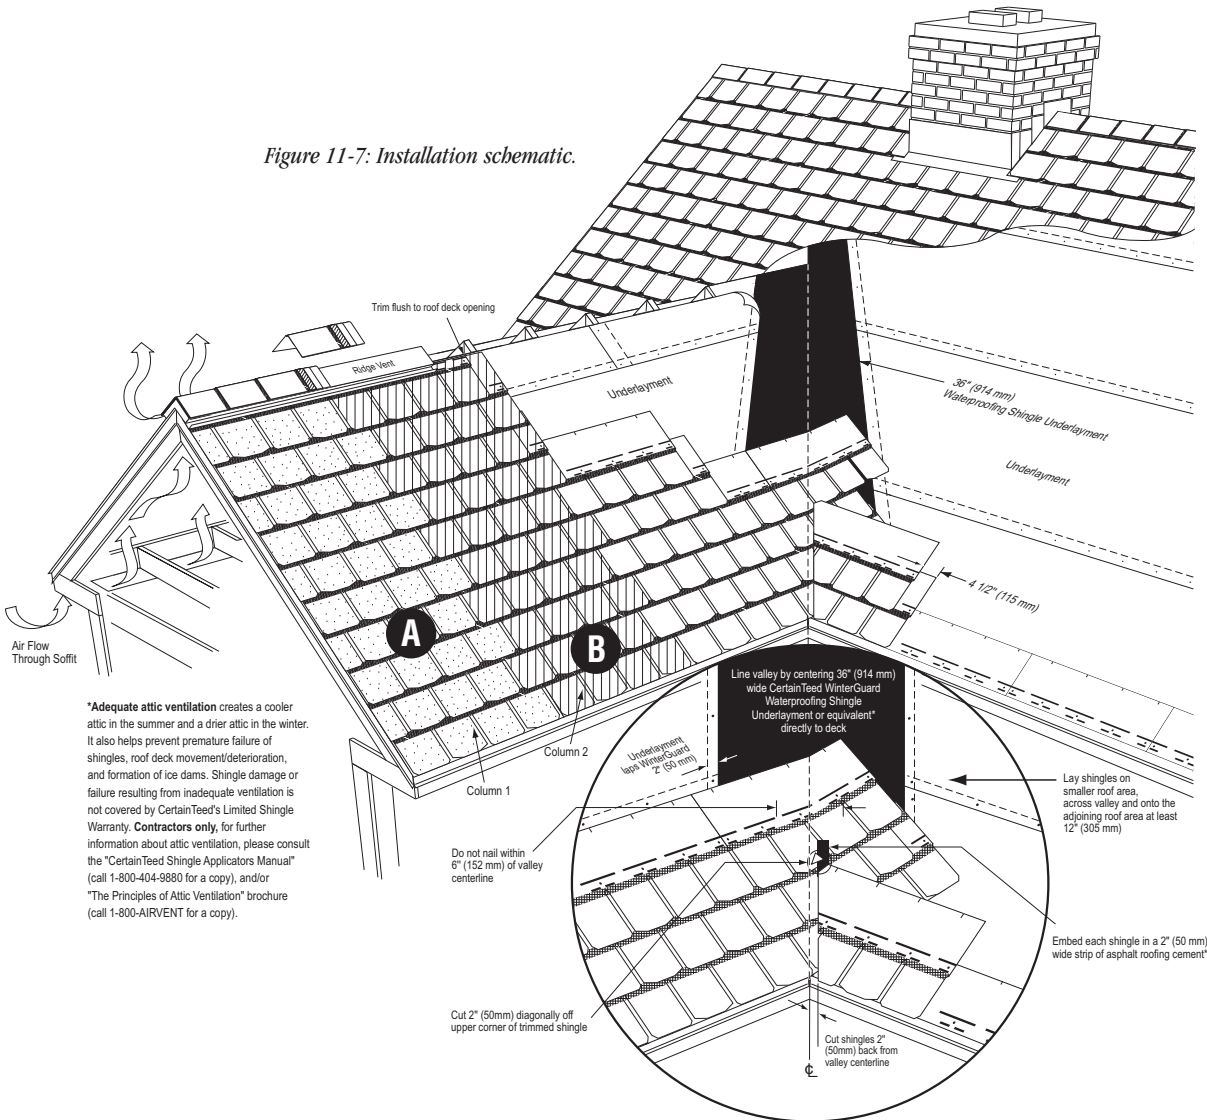 Figure 11-7: Installation schematic.
Trim flush to roof deck opening
Ridge Vent
Underlayment
36" (914 mm)
Waterproofing Shingle Underlayment
Underlayment
4 1/2" (115 mm)
A
B
Air Flow
Through Soffit
Column 2
Column 1
*Adequate attic ventilation creates a cooler
attic in the summer and a drier attic in the winter.
It also helps prevent premature failure of
shingles, roof deck movement/deterioration,
and formation of ice dams. Shingle damage or
failure resulting from inadequate ventilation is
not covered by CertainTeed's Limited Shingle
Warranty. Contractors only, for further
information about attic ventilation, please consult
the "CertainTeed Shingle Applicators Manual"
(call 1-800-404-9880 for a copy), and/or
"The Principles of Attic Ventilation" brochure
(call 1-800-AIRVENT for a copy).
Line valley by centering 36" (914 mm)
wide CertainTeed WinterGuard
Waterproofing Shingle
Underlayment or equivalent*
directly to deck
Underlayment
laps WinterGuard
2" (50 mm)
Lay shingles on
smaller roof area,
across valley and onto the
adjoining roof area at least
12" (305 mm)
Do not nail within
6" (152 mm) of valley
centerline
Embed each shingle in a 2" (50 mm)
wide strip of asphalt roofing cement*
Cut 2" (50mm) diagonally off
upper corner of trimmed shingle
Cut shingles 2"
(50mm) back from
valley centerline
℄